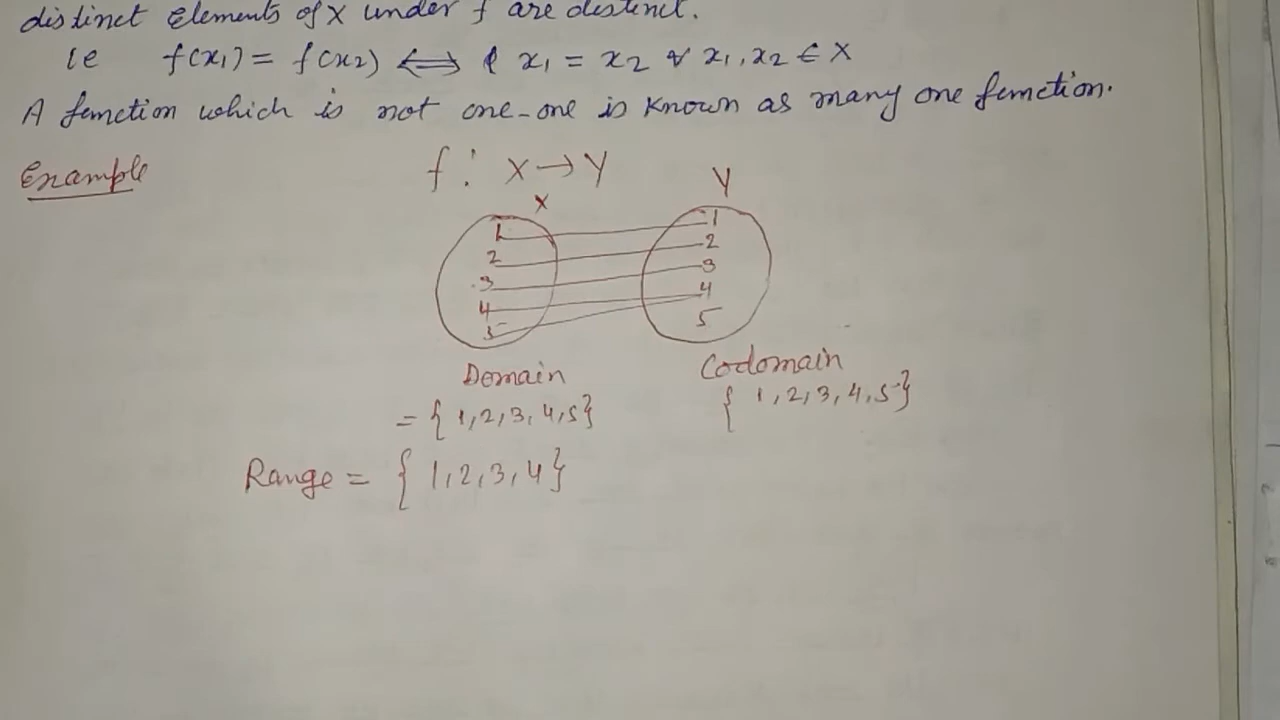 distinct elements of X under f are distinct.
ie f(x1) = f(x2) ⟺ x1 = x2 ∀ x1, x2 ∈ X
A function which is not one-one is known as many one function.
Example
f : X → Y
X Y
1 1
2 2
3 3
4 4
5 5
Domain Codomain
= { 1, 2, 3, 4, 5 } { 1, 2, 3, 4, 5 }
Range = { 1, 2, 3, 4 }